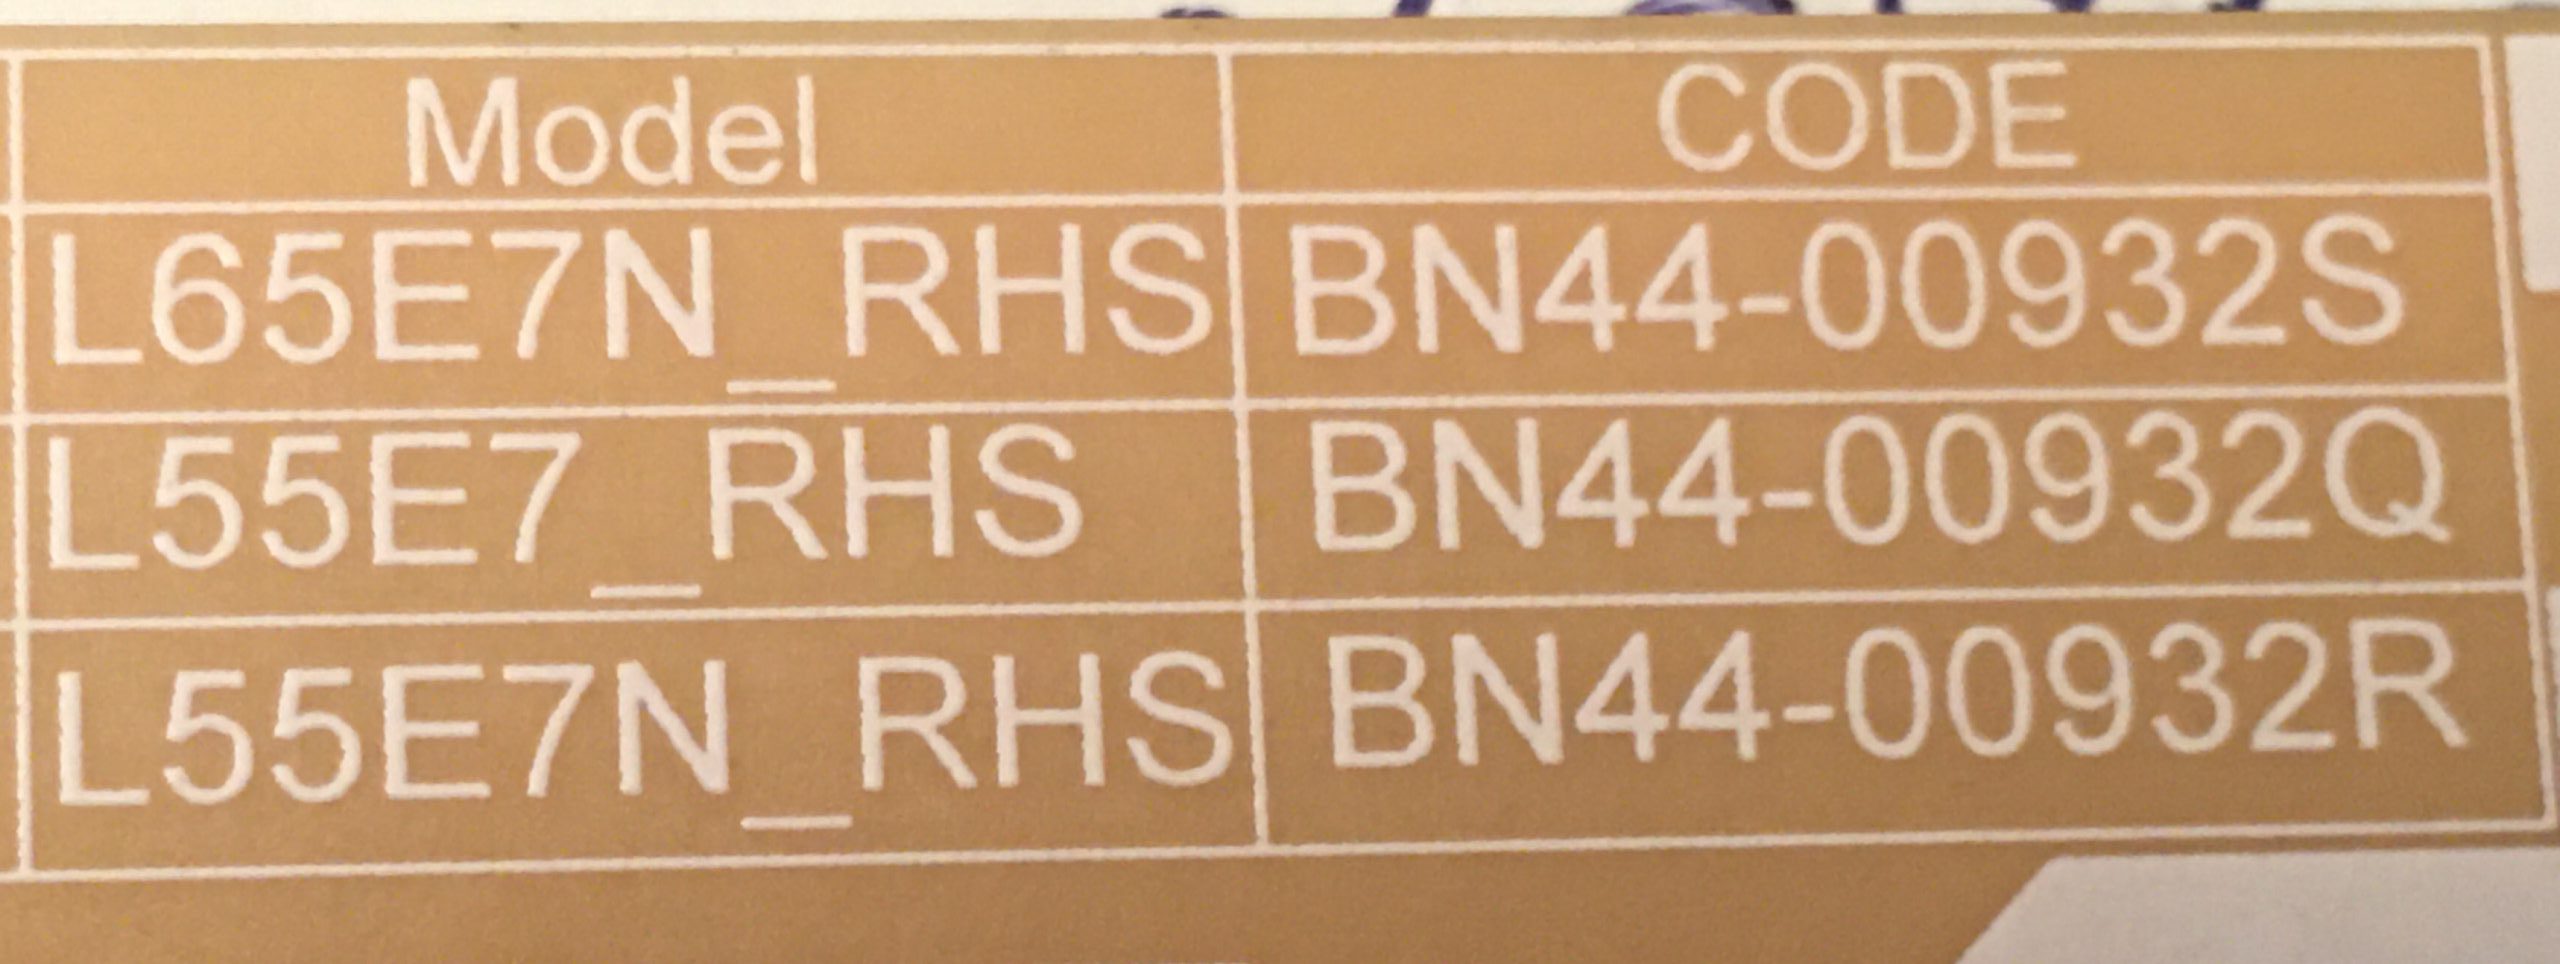 Model CODE
L65E7N_RHS BN44-00932S
L55E7_RHS BN44-00932Q
L55E7N_RHS BN44-00932R